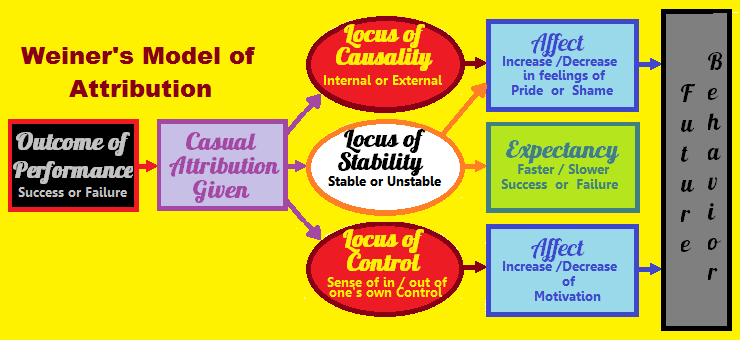 Weiner's Model of
Attribution
Outcome of
Performance
Success or Failure
Casual
Attribution
Given
Locus of
Causality
Internal or External
Locus of
Stability
Stable or Unstable
Locus of
Control
Sense of in / out of
one's own Control
Affect
Increase /Decrease
in feelings of
Pride or Shame
Expectancy
Faster / Slower
Success or Failure
Affect
Increase /Decrease
of
Motivation
Future
Behavior